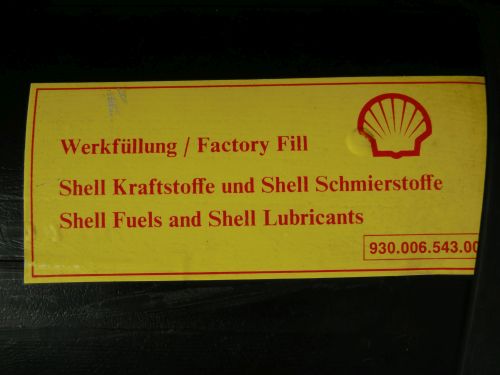 Werkfüllung / Factory Fill
Shell Kraftstoffe und Shell Schmierstoffe
Shell Fuels and Shell Lubricants
930.006.543.00